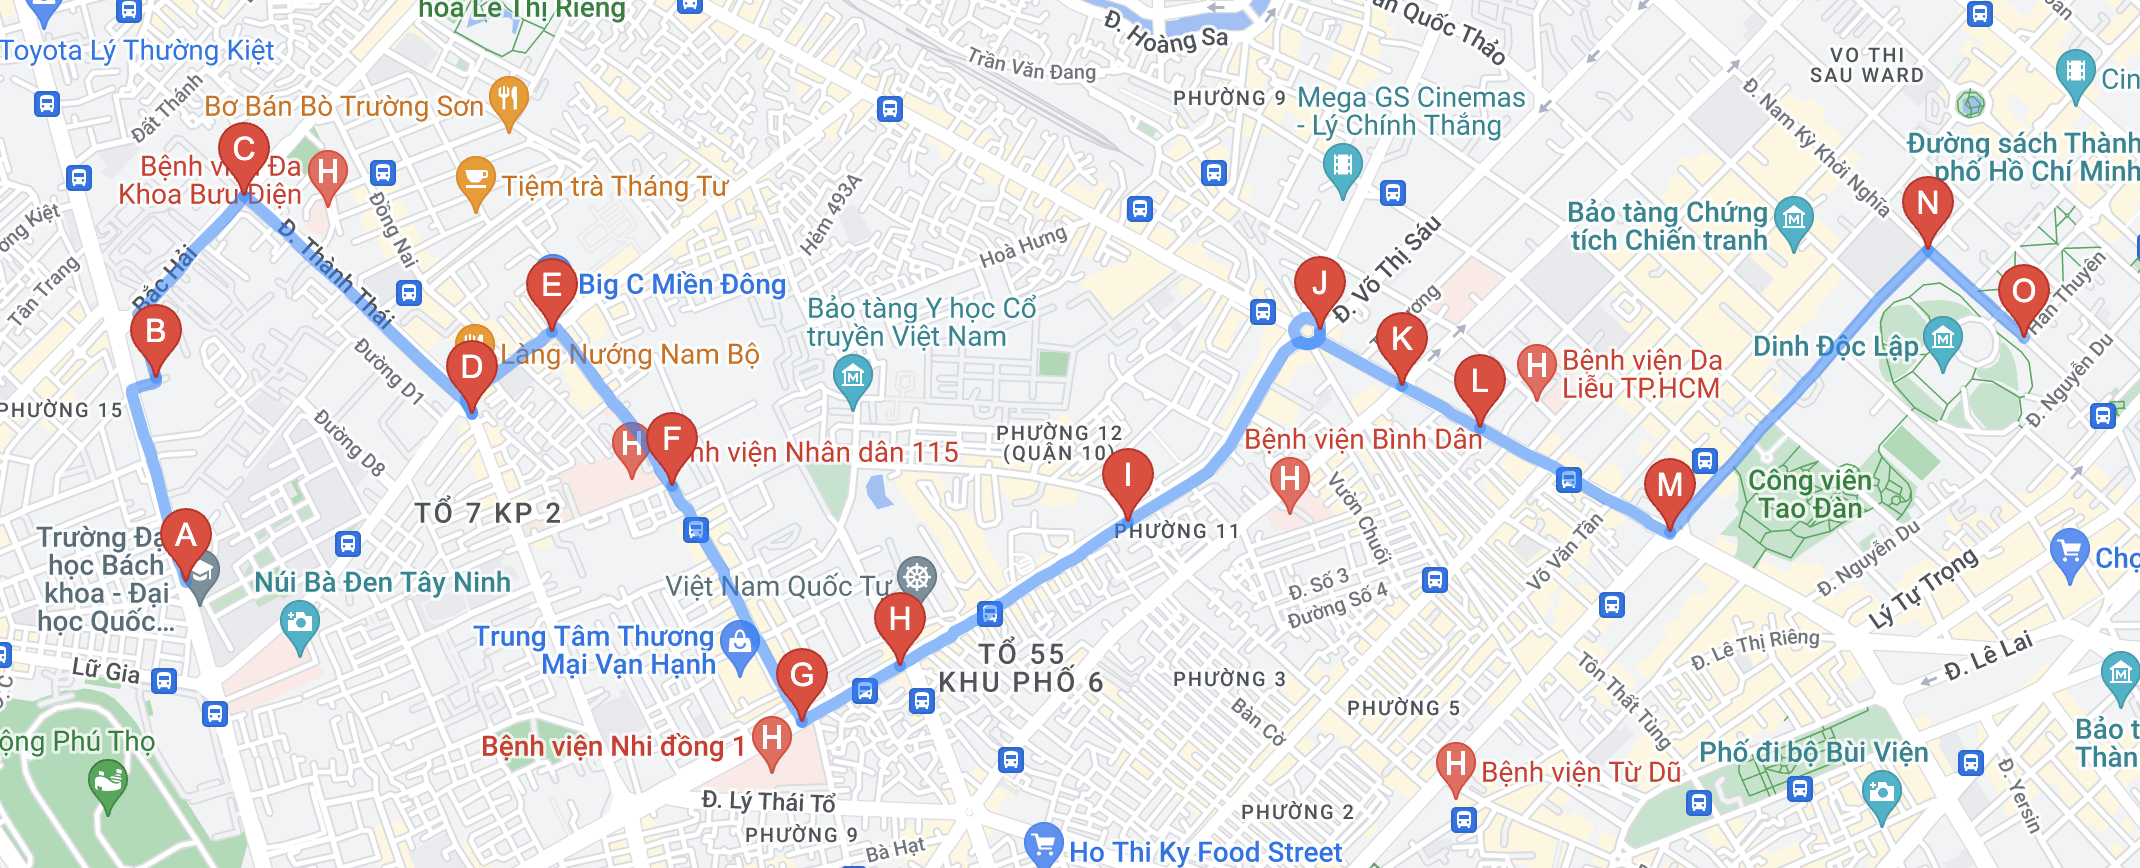 hoá Lê Thị Riêng
Toyota Lý Thường Kiệt
Đ. Hoàng Sa
Trần Văn Đang
Quốc Thảo
VO THI
SAU WARD
PHƯỜNG 9
Mega GS Cinemas
- Lý Chính Thắng
Đất Thánh
Bơ Bán Bò Trường Sơn
Đ. Nam Kỳ Khởi Nghĩa
Đường sách Thành
phố Hồ Chí Minh
C
Bệnh viện Đa
Khoa Bưu Điện
H
Tiệm trà Tháng Tư
Hẻm 493A
Đồng Nai
Hoà Hưng
Bảo tàng Chứng
tích Chiến tranh
N
Đ. Thành Thái
Bắc Hải
Tân Trang
B
E
Big C Miền Đông
Bảo tàng Y học Cổ
truyền Việt Nam
J
Đ. Võ Thị Sáu
K
O
Hàn Thuyên
Dinh Độc Lập
Đ. Nguyễn Du
Làng Nướng Nam Bộ
D
Đường D1
L
H
Bệnh viện Da
Liễu TP.HCM
PHƯỜNG 15
Đường D8
H
F
nh viện Nhân dân 115
PHƯỜNG 12
(QUẬN 10)
I
Bệnh viện Bình Dân
H
M
Công viên
Tao Đàn
TỔ 7 KP 2
A
Trường Đạ
học Bách
khoa - Đại
học Quốc...
PHƯỜNG 11
Vườn Chuối
Võ Văn Tần
Đ. Nguyễn Du
Lý Tự Trọng
Chợ
Núi Bà Đen Tây Ninh
Việt Nam Quốc Tự
H
Đ. Số 3
Đường Số 4
Trung Tâm Thương
Mại Vạn Hạnh
G
TỔ 55
KHU PHỐ 6
Lữ Gia
PHƯỜNG 3
Bàn Cờ
PHƯỜNG 5
Đ. Lê Thị Riêng
Tôn Thất Tùng
Đ. Lê Lai
Bảo t
Thàn
ộng Phú Thọ
Bệnh viện Nhi đồng 1
H
H
Bệnh viện Từ Dũ
Phố đi bộ Bùi Viện
Đ. Yersin
Đ. Lý Thái Tổ
PHƯỜNG 9
Bà Hạt
PHƯỜNG 2
Ho Thi Ky Food Street